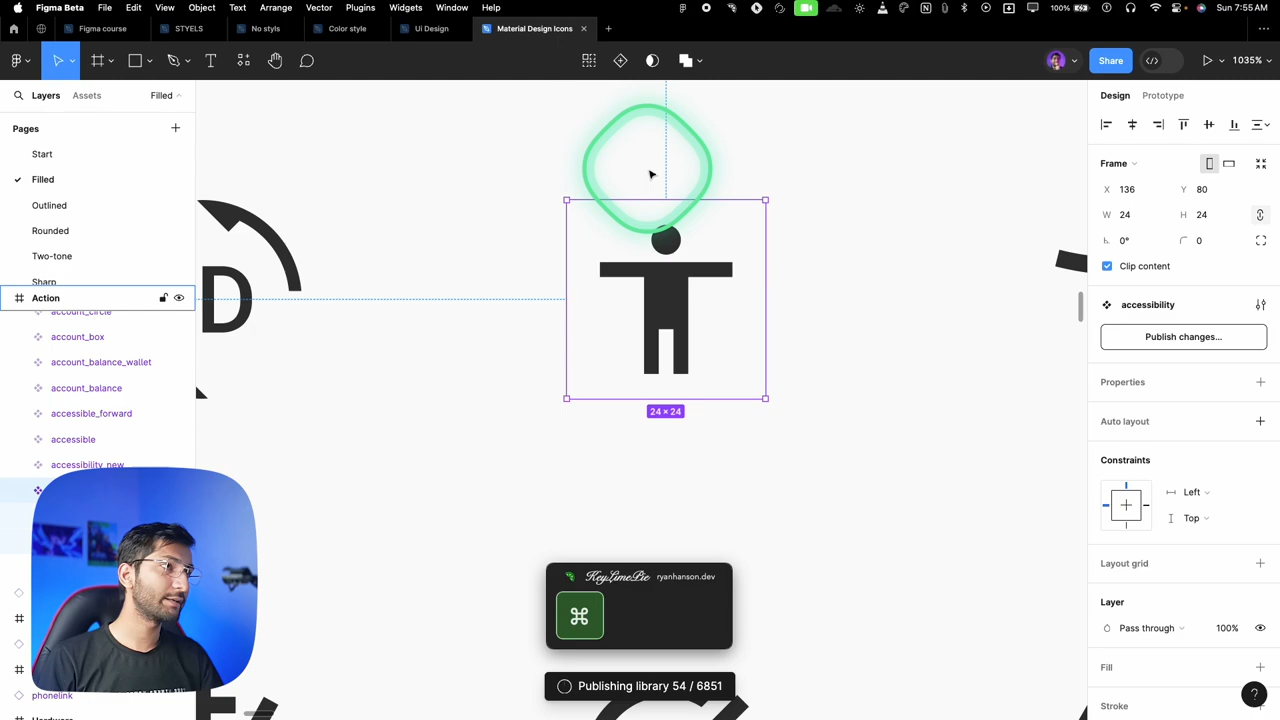 Figma Beta File Edit View Object Text Arrange Vector Plugins Widgets Window Help 100% Sun 7:55 AM
Figma course STYELS No styls Color style Ui Design Material Design Icons
Share 1035%
Layers Assets Filled
Design Prototype
Pages
Start
Filled
Outlined
Rounded
Two-tone
Sharp
Action
account_circle
account_box
account_balance_wallet
account_balance
accessible_forward
accessible
accessibility_new
phonelink
Hardware
D
24 × 24
KeyLimePie ryanhanson.dev
⌘
Publishing library 54 / 6851
Frame
X 136 Y 80
W 24 H 24
0° 0
Clip content
accessibility
Publish changes...
Properties
Auto layout
Constraints
Left
Top
Layout grid
Layer
Pass through 100%
Fill
Stroke
?